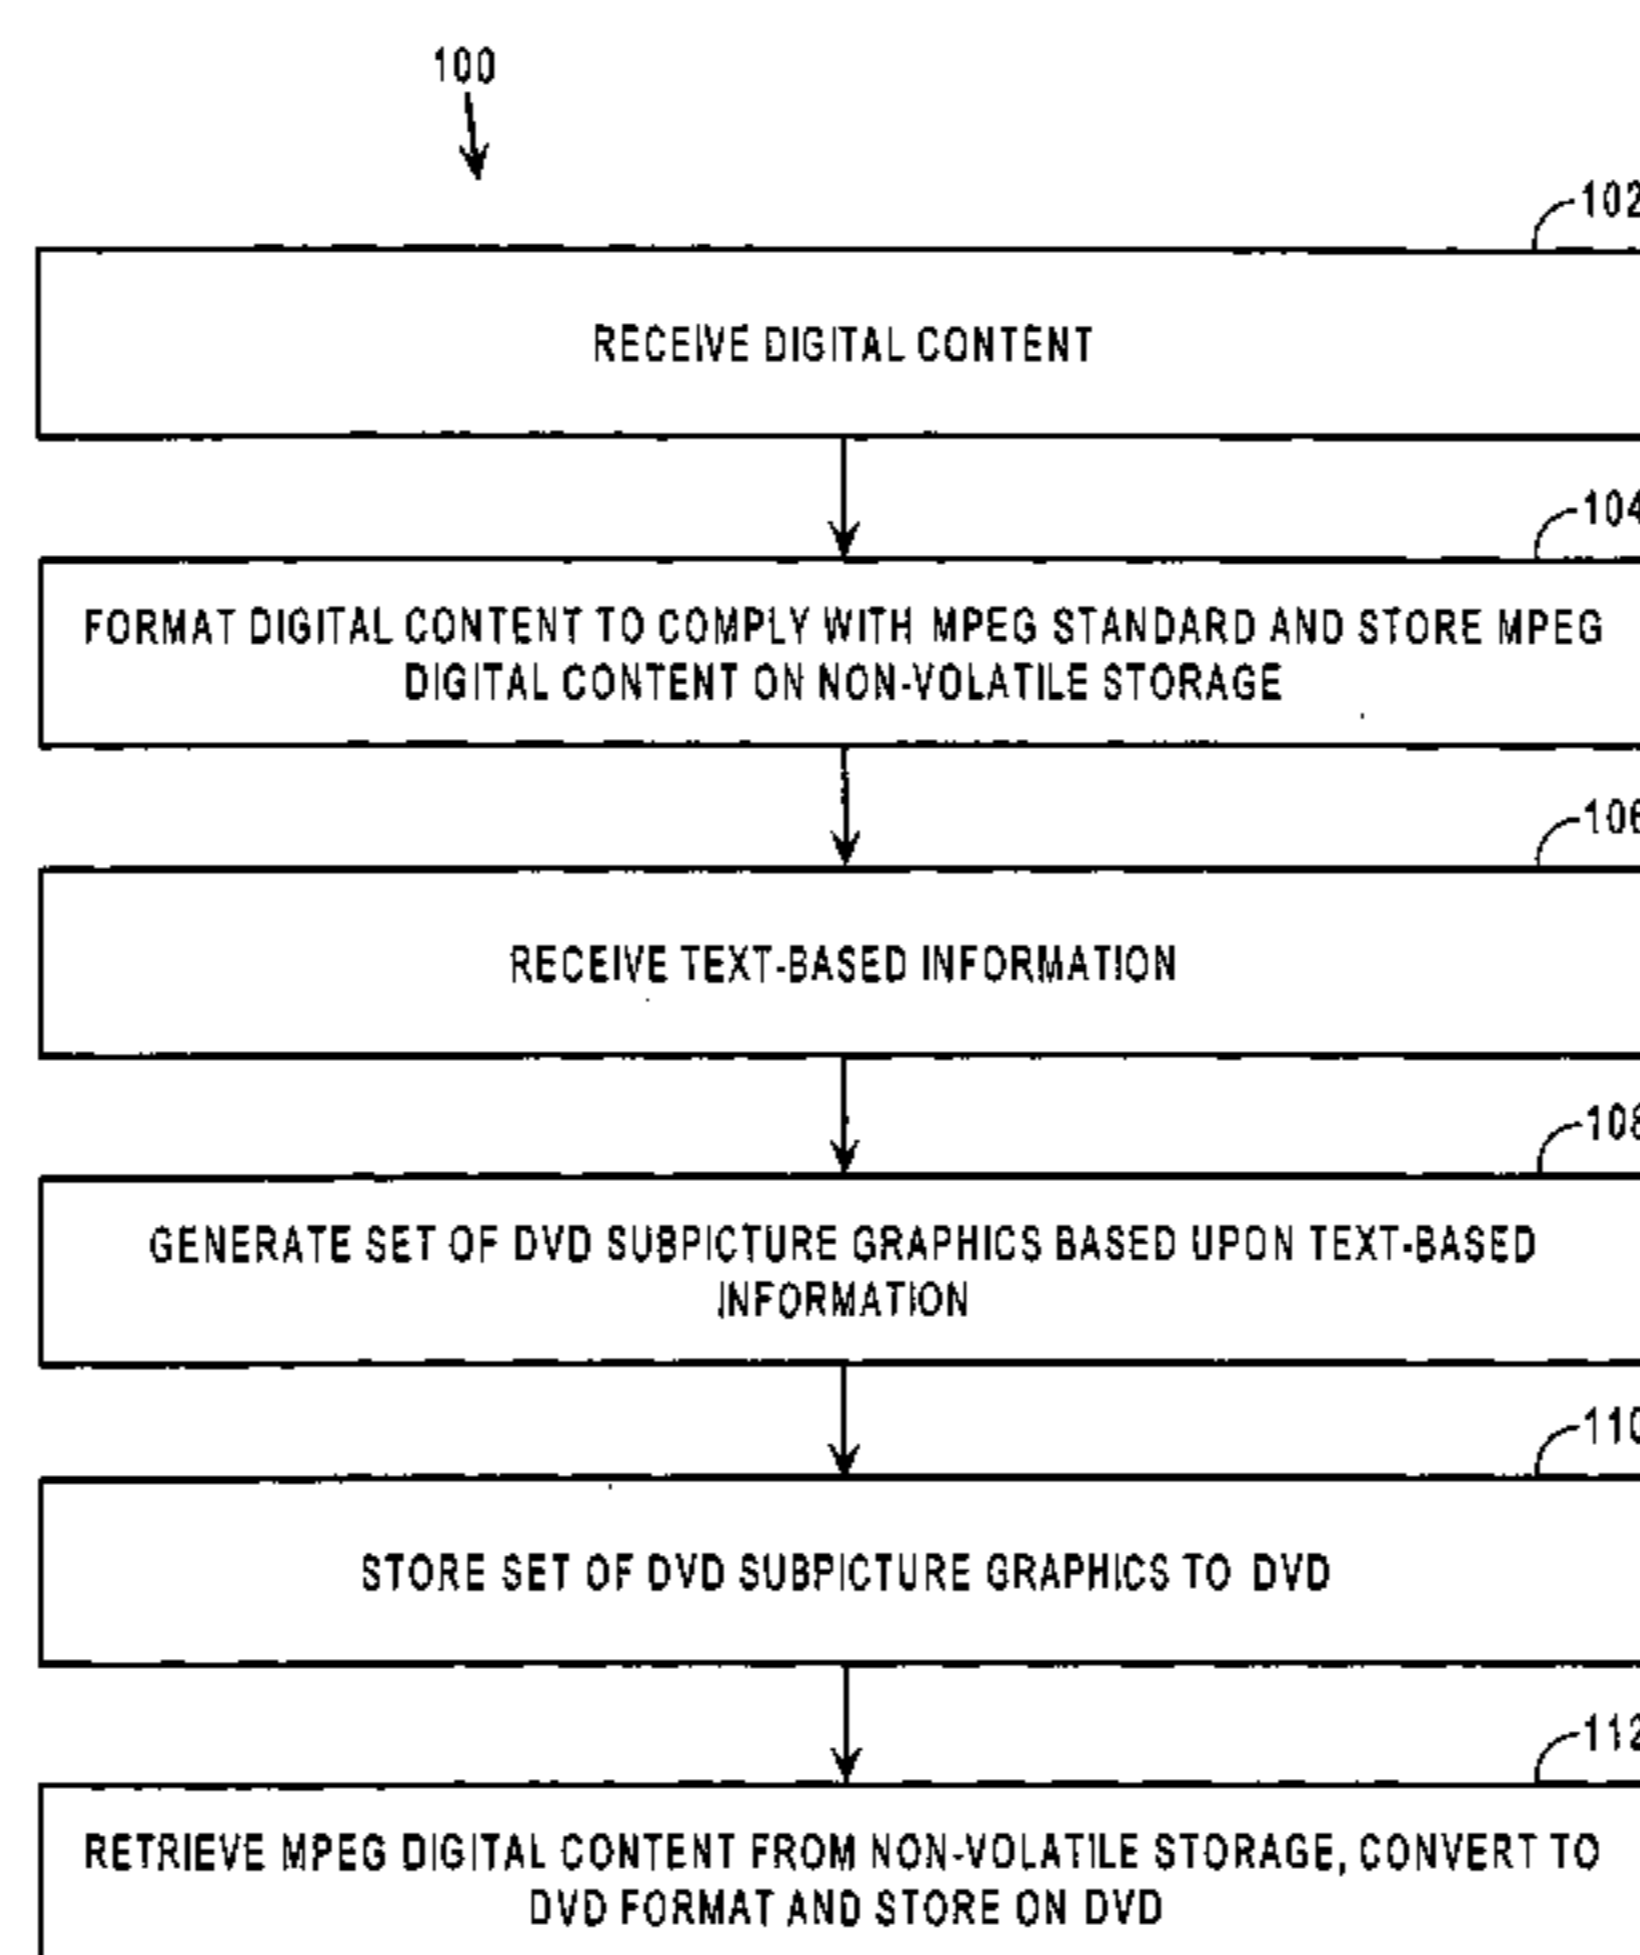 100
102
RECEIVE DIGITAL CONTENT
104
FORMAT DIGITAL CONTENT TO COMPLY WITH MPEG STANDARD AND STORE MPEG
DIGITAL CONTENT ON NON-VOLATILE STORAGE
106
RECEIVE TEXT-BASED INFORMATION
108
GENERATE SET OF DVD SUBPICTURE GRAPHICS BASED UPON TEXT-BASED
INFORMATION
110
STORE SET OF DVD SUBPICTURE GRAPHICS TO DVD
112
RETRIEVE MPEG DIGITAL CONTENT FROM NON-VOLATILE STORAGE, CONVERT TO
DVD FORMAT AND STORE ON DVD